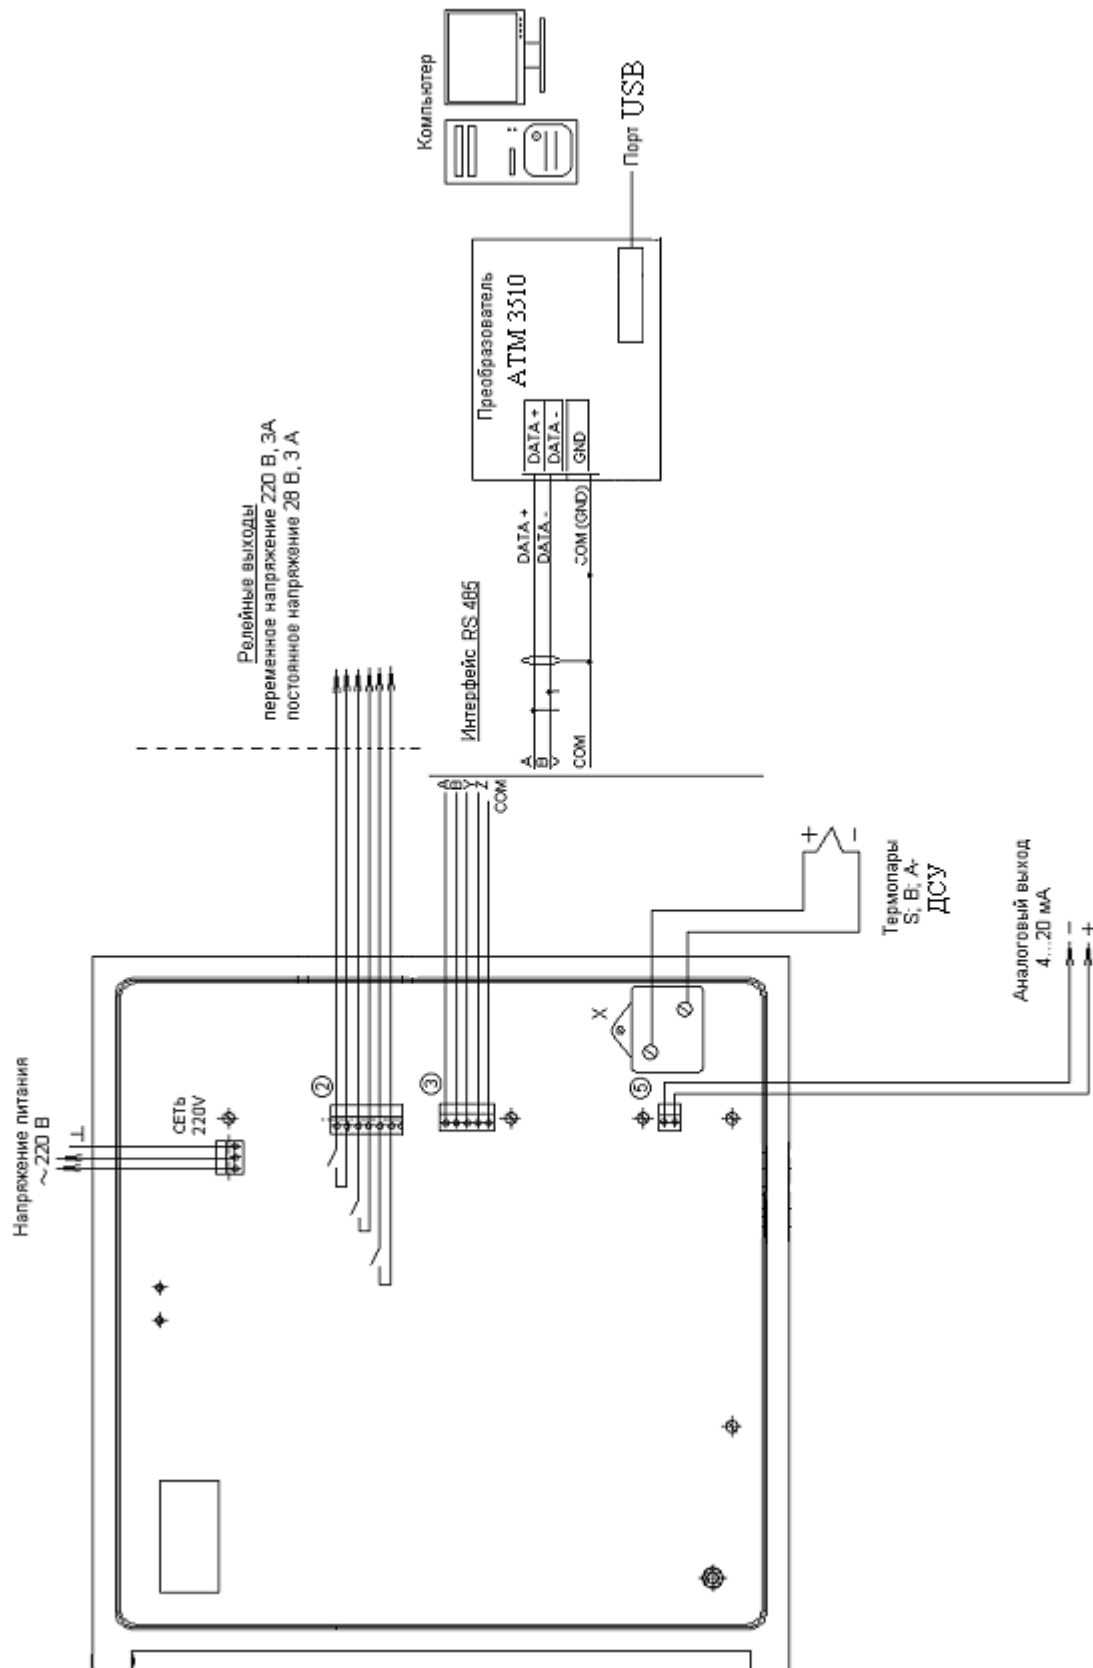 Компьютер
Порт USB
Преобразователь
ATM 3510
DATA +
DATA -
GND
Релейные выходы
переменное напряжение 220 В, 3А
постоянное напряжение 28 В, 3 А
Интерфейс RS 485
DATA +
DATA -
COM (GND)
A
B
COM
A
B
Y
Z
COM
Термопары
S; B; A-
ДСУ
Аналоговый выход
4...20 мА
-
+
+
-
X
Напряжение питания
~220 В
СЕТЬ
220V
2
3
5